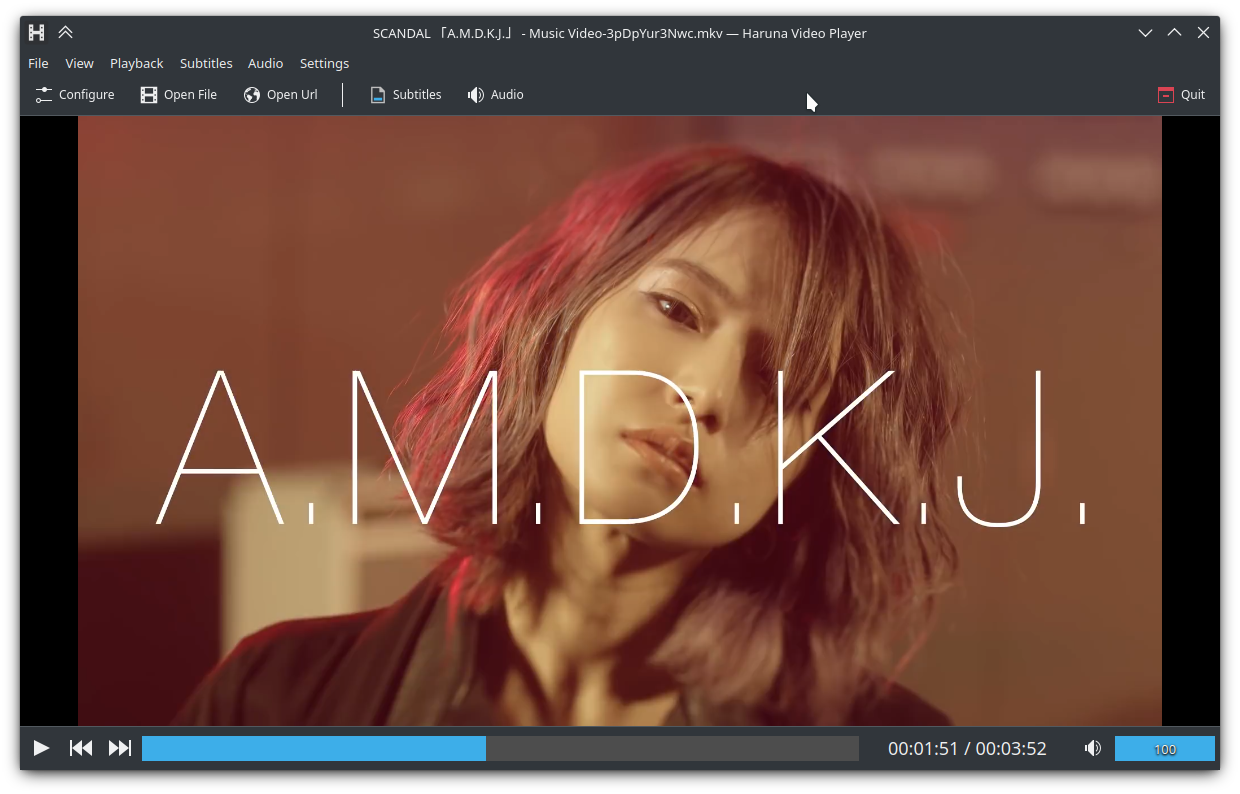 SCANDAL 「A.M.D.K.J.」 - Music Video-3pDpYur3Nwc.mkv — Haruna Video Player
File View Playback Subtitles Audio Settings
Configure Open File Open Url Subtitles Audio Quit
A.M.D.K.J.
00:01:51 / 00:03:52 100